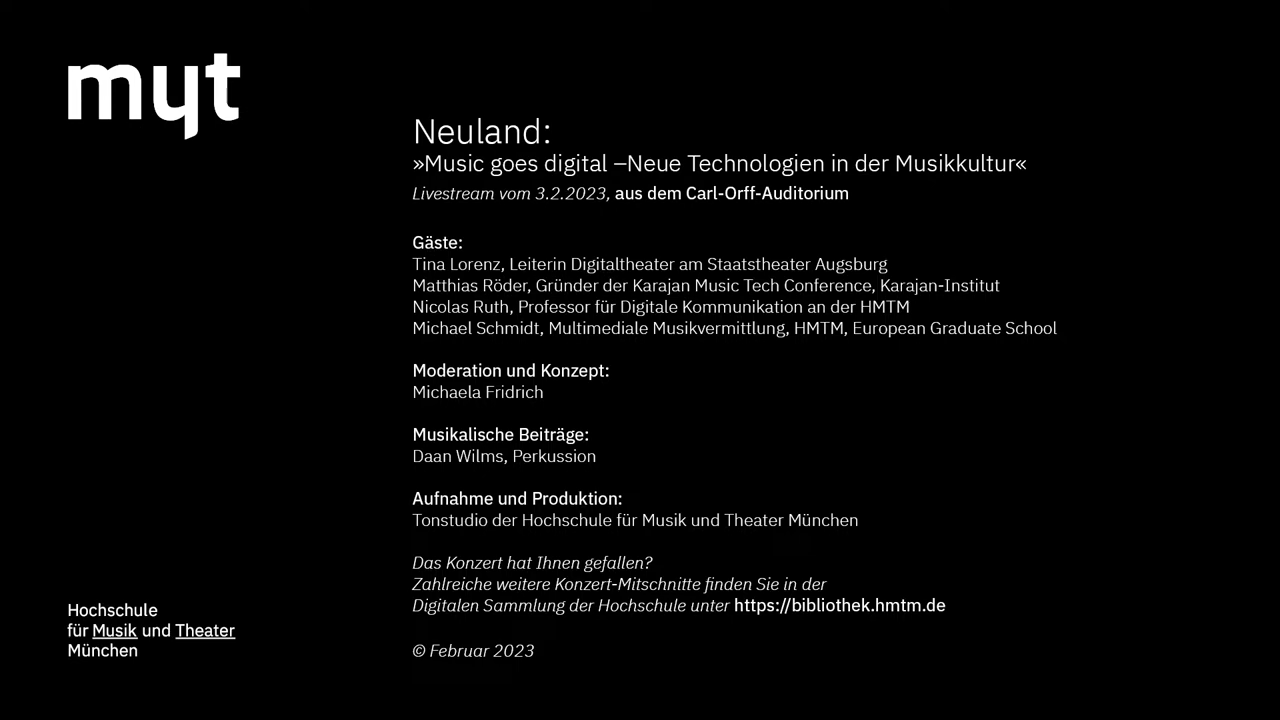 myt
Neuland:
»Music goes digital –Neue Technologien in der Musikkultur«
Livestream vom 3.2.2023, aus dem Carl-Orff-Auditorium
Gäste:
Tina Lorenz, Leiterin Digitaltheater am Staatstheater Augsburg
Matthias Röder, Gründer der Karajan Music Tech Conference, Karajan-Institut
Nicolas Ruth, Professor für Digitale Kommunikation an der HMTM
Michael Schmidt, Multimediale Musikvermittlung, HMTM, European Graduate School
Moderation und Konzept:
Michaela Fridrich
Musikalische Beiträge:
Daan Wilms, Perkussion
Aufnahme und Produktion:
Tonstudio der Hochschule für Musik und Theater München
Das Konzert hat Ihnen gefallen?
Zahlreiche weitere Konzert-Mitschnitte finden Sie in der
Digitalen Sammlung der Hochschule unter https://bibliothek.hmtm.de
© Februar 2023
Hochschule
für Musik und Theater
München